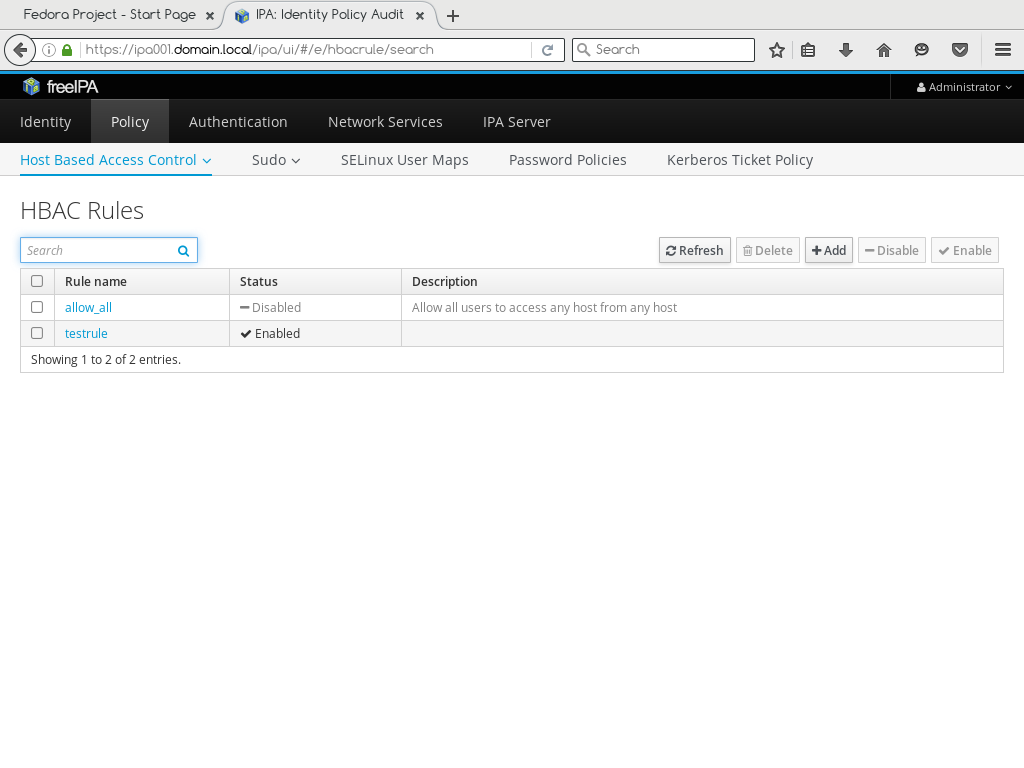 Fedora Project - Start Page
IPA: Identity Policy Audit
https://ipa001.domain.local/ipa/ui/#/e/hbacrule/search
Search
freeIPA
Administrator
Identity Policy Authentication Network Services IPA Server
Host Based Access Control Sudo SELinux User Maps Password Policies Kerberos Ticket Policy
HBAC Rules
Search Refresh Delete Add Disable Enable
Rule name Status Description
allow_all Disabled Allow all users to access any host from any host
testrule Enabled
Showing 1 to 2 of 2 entries.